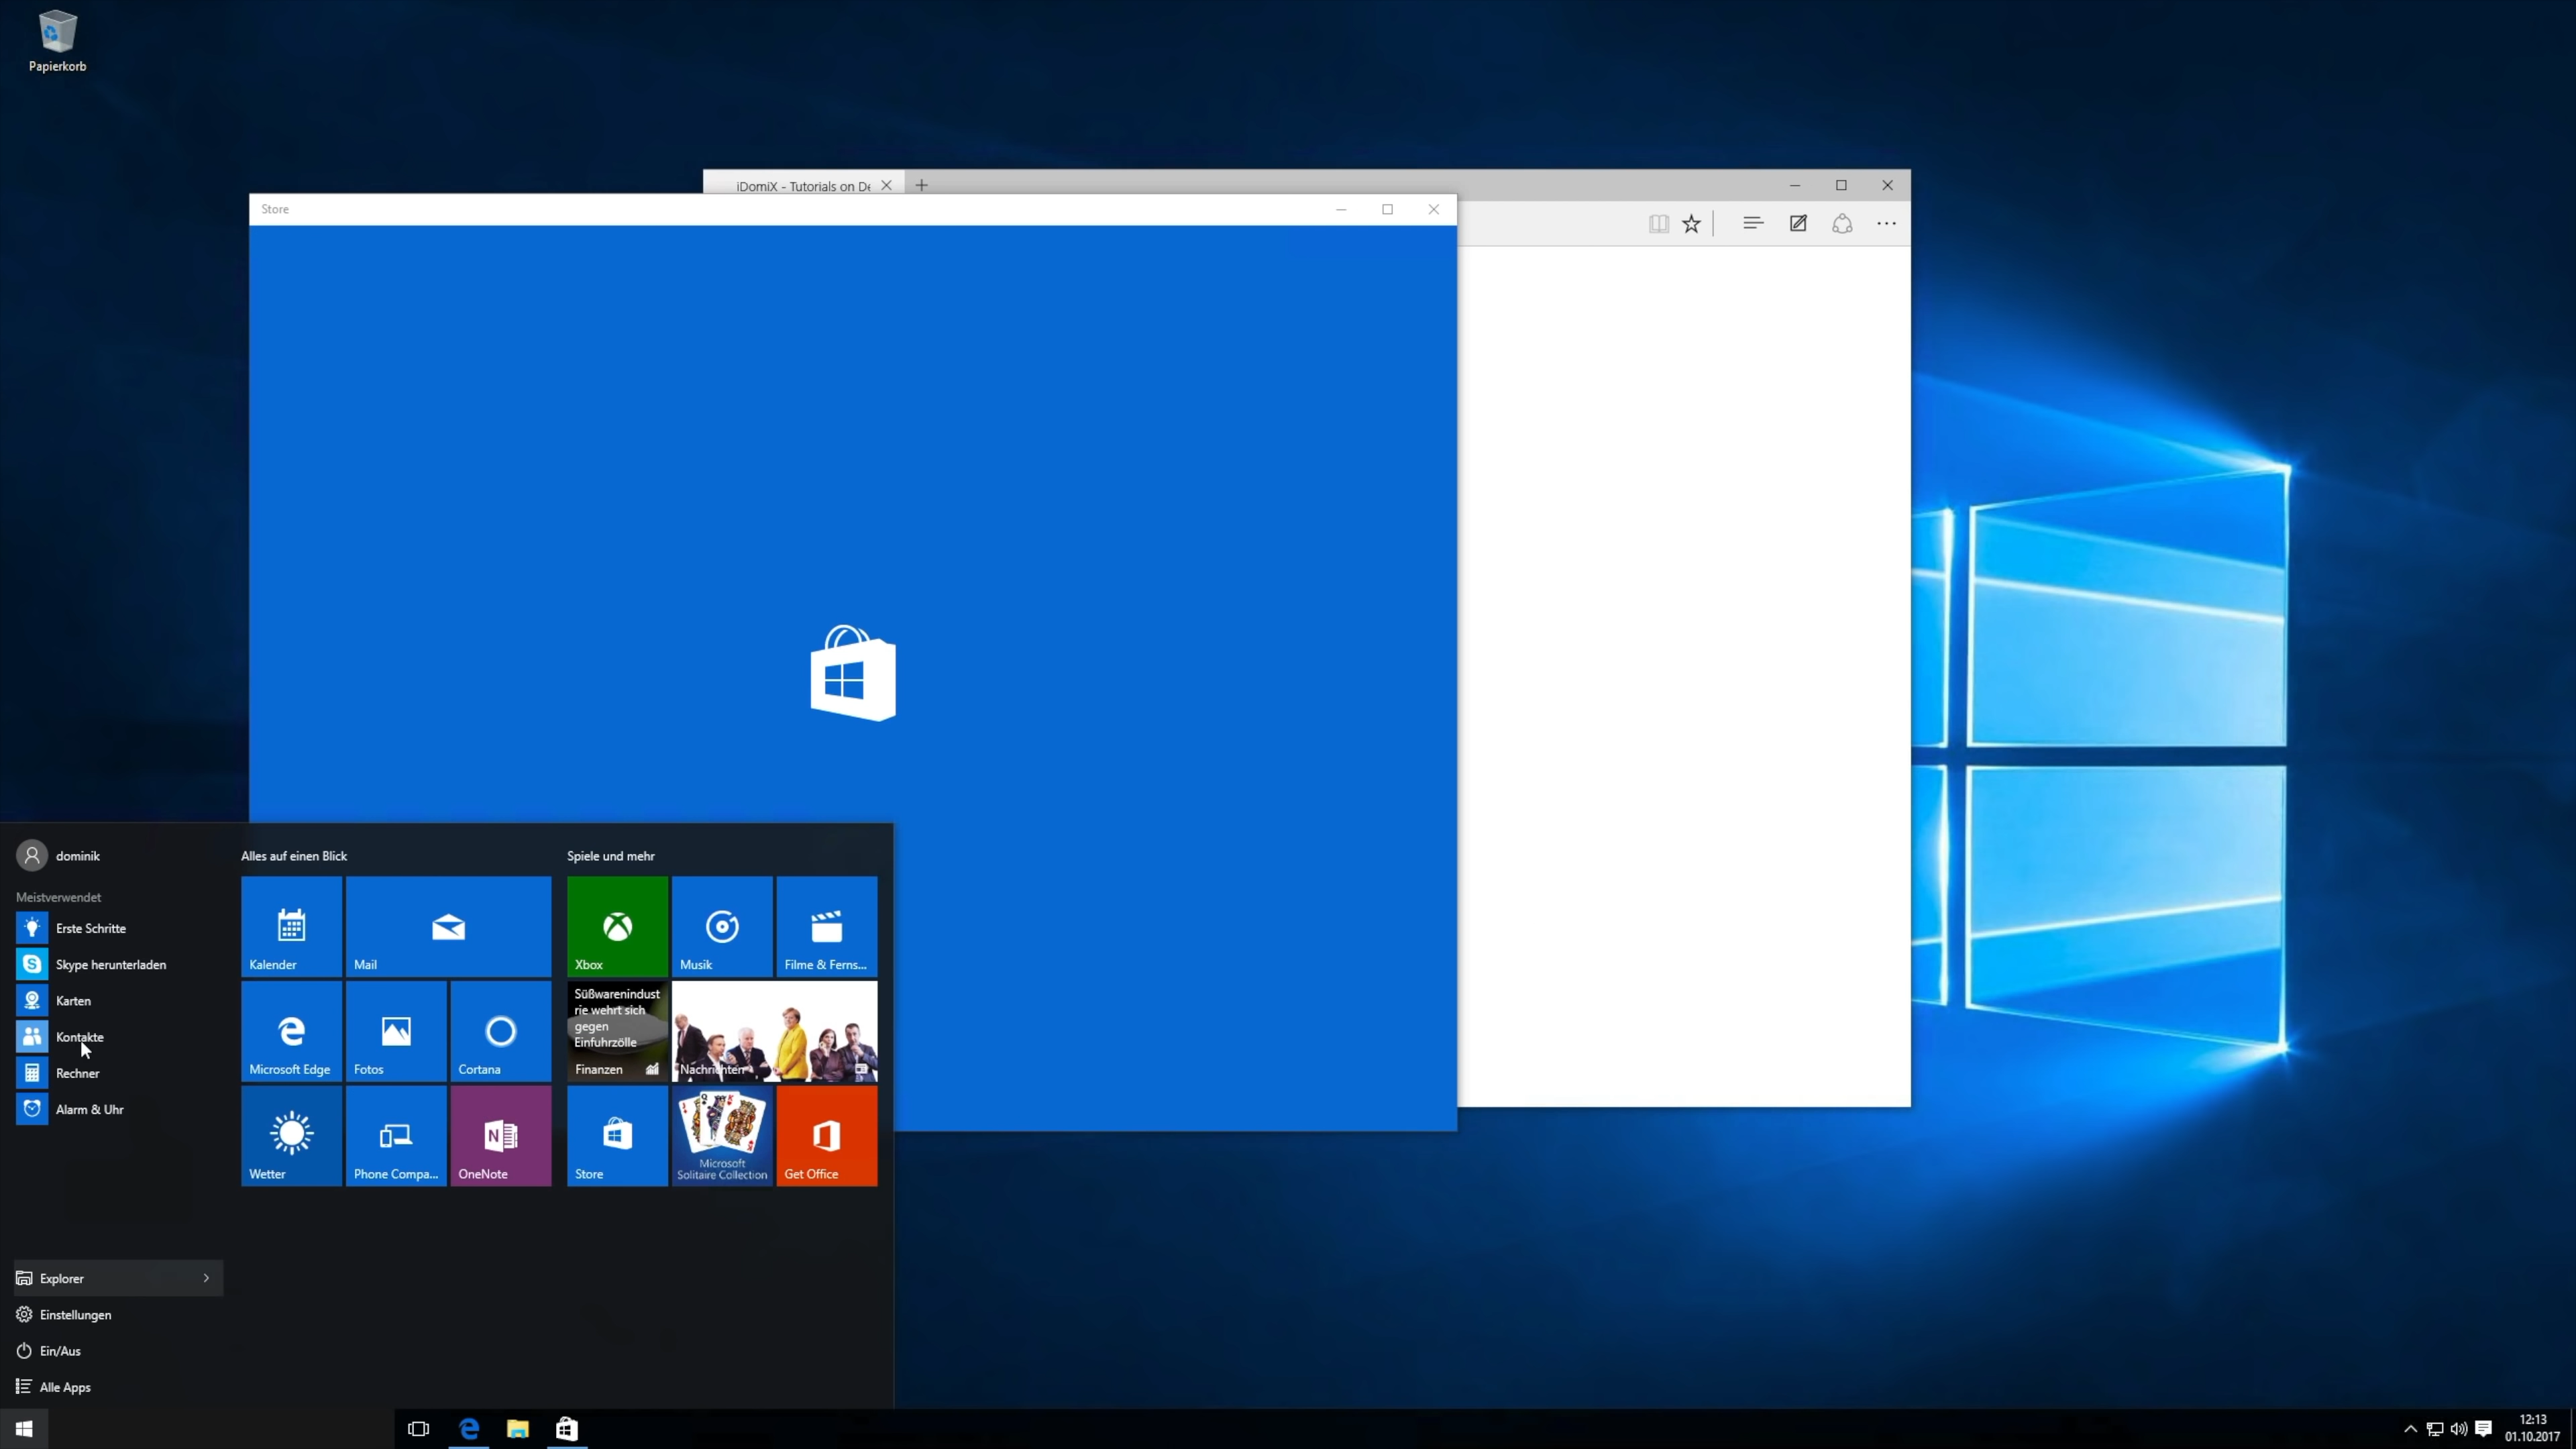 Papierkorb
iDomiX - Tutorials on De
Store
dominik
Meistverwendet
Erste Schritte
Skype herunterladen
Karten
Kontakte
Rechner
Alarm & Uhr
Explorer
Einstellungen
Ein/Aus
Alle Apps
Alles auf einen Blick
Kalender
Mail
Microsoft Edge
Fotos
Cortana
Wetter
Phone Compa...
OneNote
Spiele und mehr
Xbox
Musik
Filme & Ferns...
Süßwarenindust
rie wehrt sich
gegen
Einfuhrzölle
Finanzen
Nachrichten
Store
Microsoft
Solitaire Collection
Get Office
12:13
01.10.2017